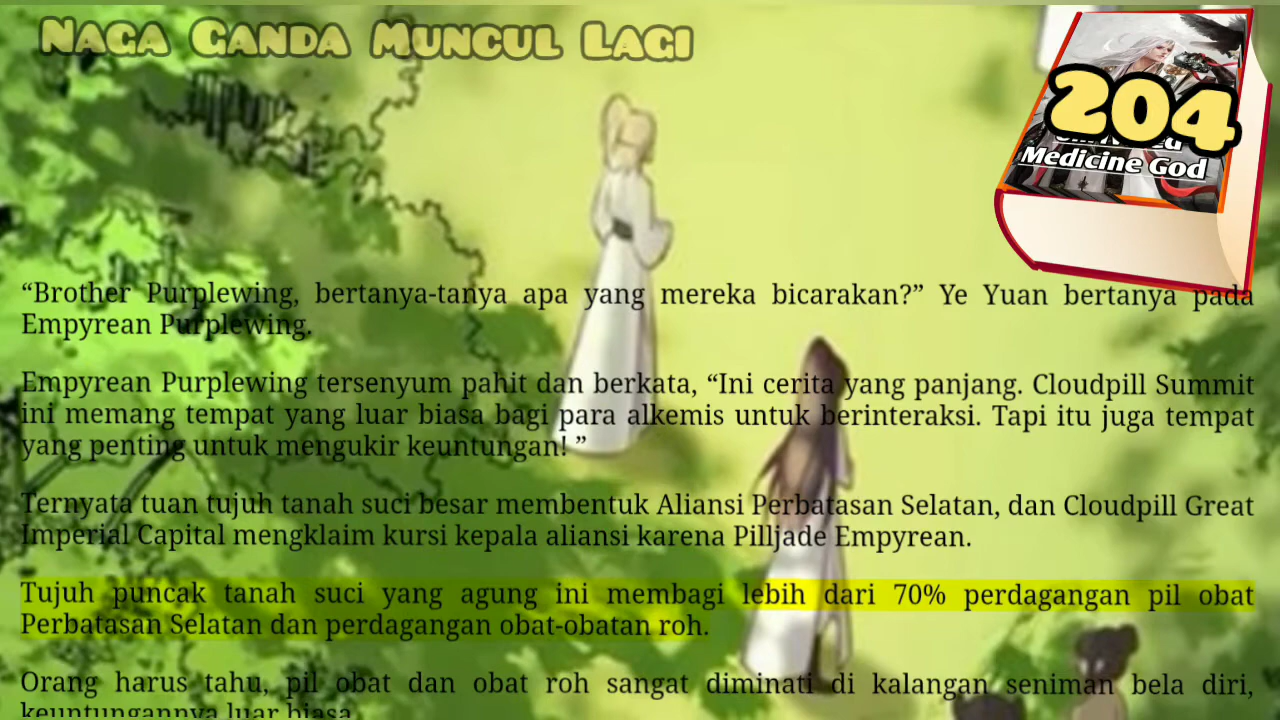 Naga Ganda Muncul Lagi
204
Medicine God
“Brother Purplewing, bertanya-tanya apa yang mereka bicarakan?” Ye Yuan bertanya pada
Empyrean Purplewing.
Empyrean Purplewing tersenyum pahit dan berkata, “Ini cerita yang panjang. Cloudpill Summit
ini memang tempat yang luar biasa bagi para alkemis untuk berinteraksi. Tapi itu juga tempat
yang penting untuk mengukir keuntungan! ”
Ternyata tuan tujuh tanah suci besar membentuk Aliansi Perbatasan Selatan, dan Cloudpill Great
Imperial Capital mengklaim kursi kepala aliansi karena Pilljade Empyrean.
Tujuh puncak tanah suci yang agung ini membagi lebih dari 70% perdagangan pil obat
Perbatasan Selatan dan perdagangan obat-obatan roh.
Orang harus tahu, pil obat dan obat roh sangat diminati di kalangan seniman bela diri,
keuntungannya luar biasa.